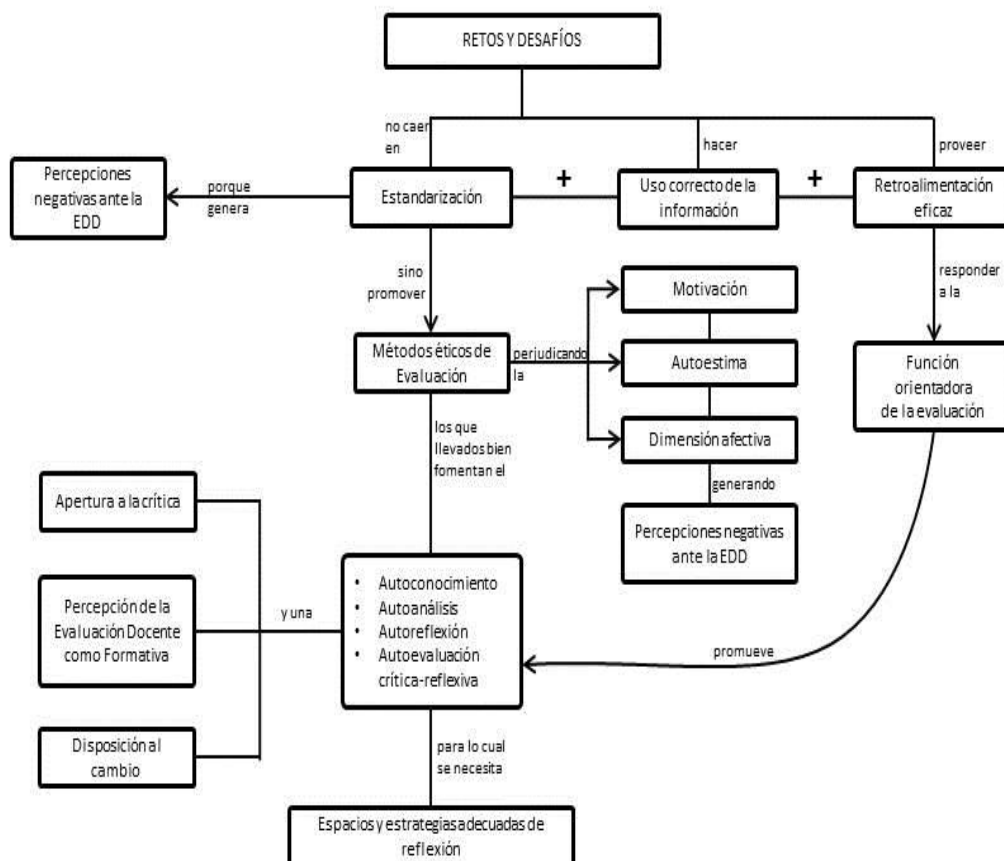 RETOS Y DESAFÍOS
no caer
en
hacer
proveer
Percepciones
negativas ante la
EDD
porque
genera
Estandarización
+
Uso correcto de la
información
+
Retroalimentación
eficaz
sino
promover
responder
a la
Motivación
Métodos éticos de
Evaluación
perjudicando
la
Autoestima
Función
orientadora
de la evaluación
Dimensión afectiva
los que
llevados bien
fomentan el
generando
Percepciones negativas
ante la EDD
Apertura a la crítica
Percepción de la
Evaluación Docente
como Formativa
Disposición al
cambio
y una
• Autoconocimiento
• Autoanálisis
• Autoreflexión
• Autoevaluación
crítica-reflexiva
promueve
para lo cual
se necesita
Espacios y estrategias adecuadas de
reflexión